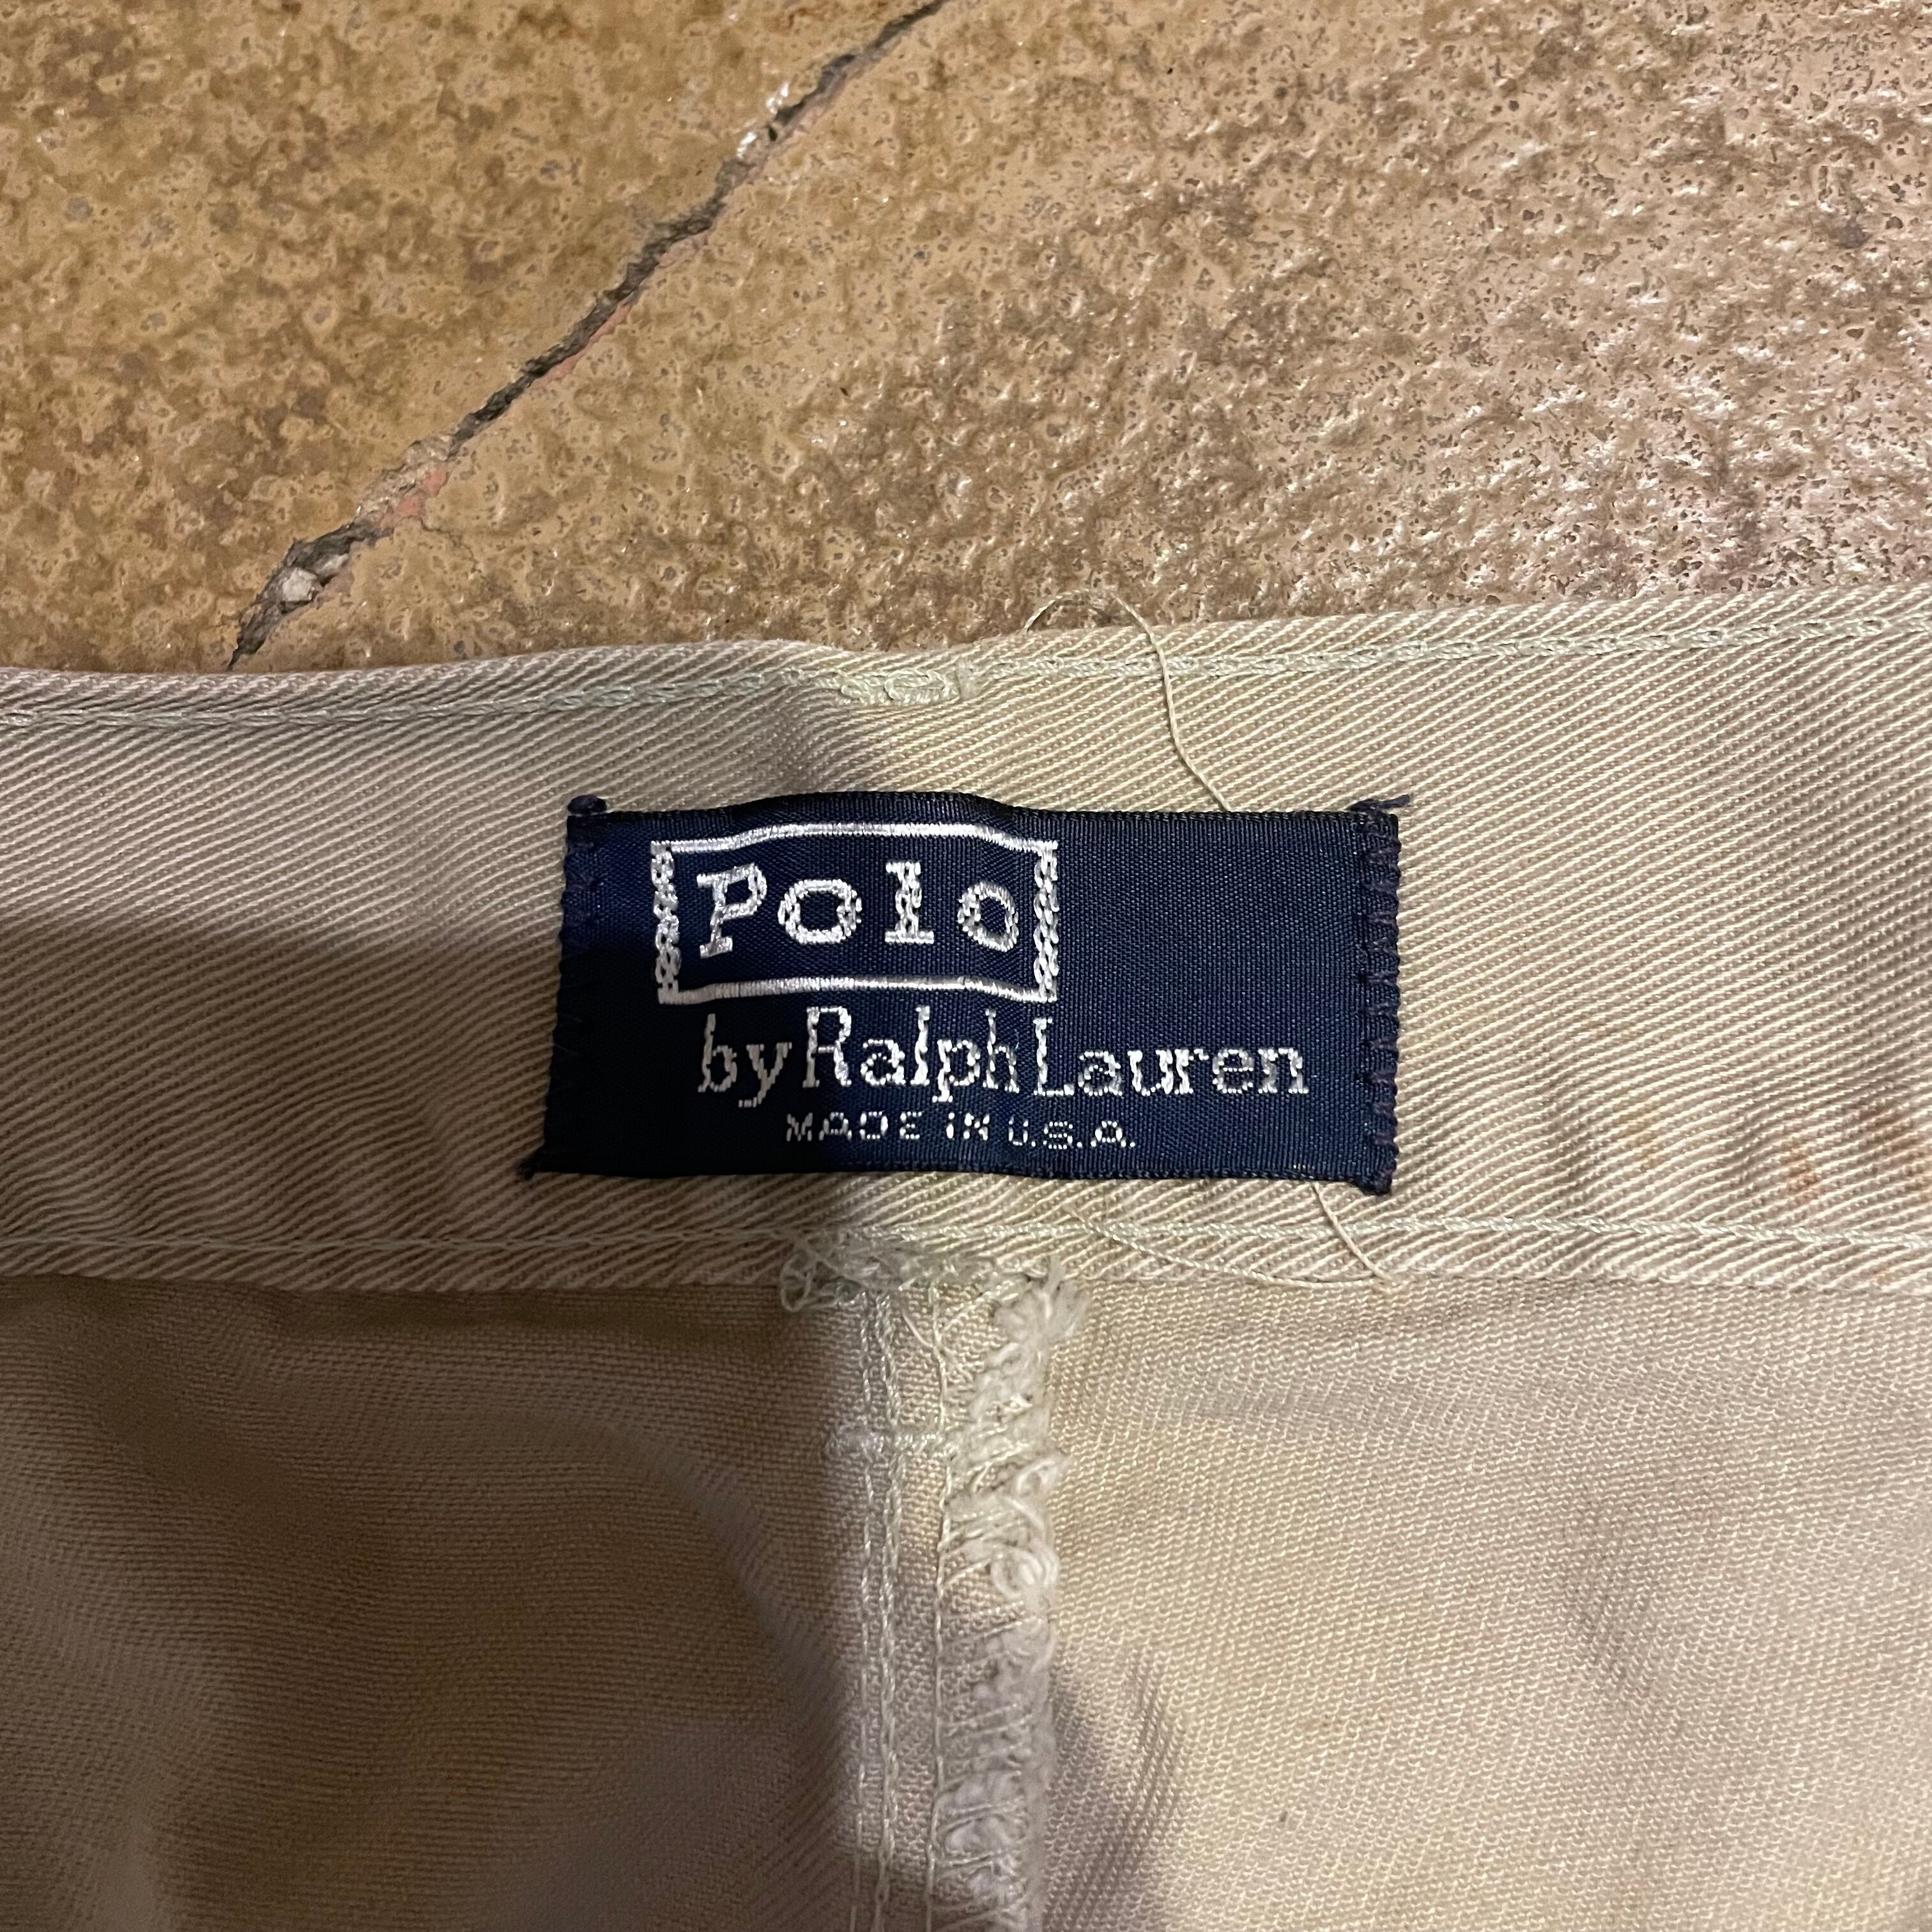 Polo
by Ralph Lauren
MADE IN U.S.A.